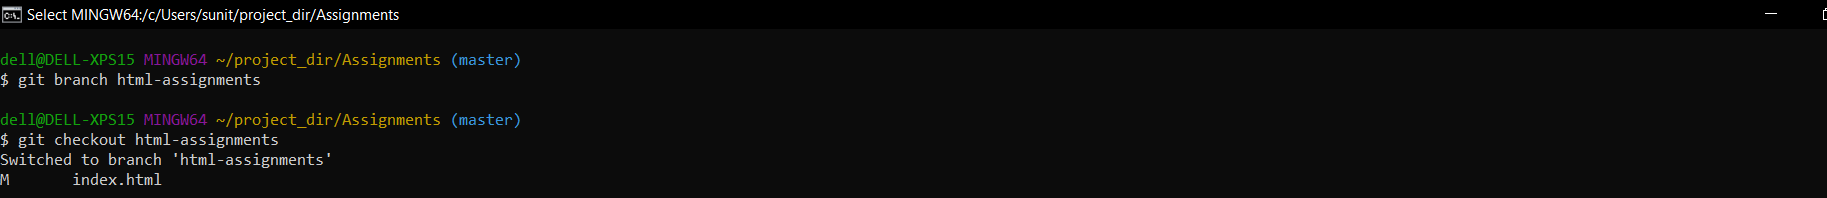 Select MINGW64:/c/Users/sunit/project_dir/Assignments
dell@DELL-XPS15 MINGW64 ~/project_dir/Assignments (master)
$ git branch html-assignments
dell@DELL-XPS15 MINGW64 ~/project_dir/Assignments (master)
$ git checkout html-assignments
Switched to branch 'html-assignments'
M       index.html